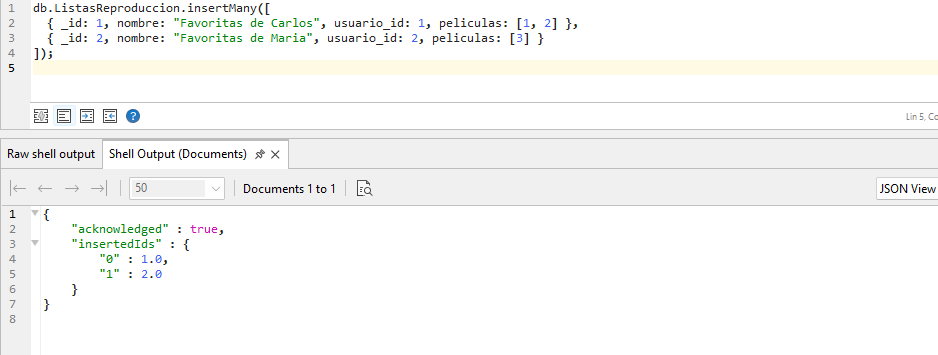 1 db.ListasReproduccion.insertMany([
2 { _id: 1, nombre: "Favoritas de Carlos", usuario_id: 1, peliculas: [1, 2] },
3 { _id: 2, nombre: "Favoritas de Maria", usuario_id: 2, peliculas: [3] }
4 ]);
5
? Lin 5, Co
Raw shell output Shell Output (Documents)
50 Documents 1 to 1 JSON View
1 {
2 "acknowledged" : true,
3 "insertedIds" : {
4 "0" : 1.0,
5 "1" : 2.0
6 }
7 }
8